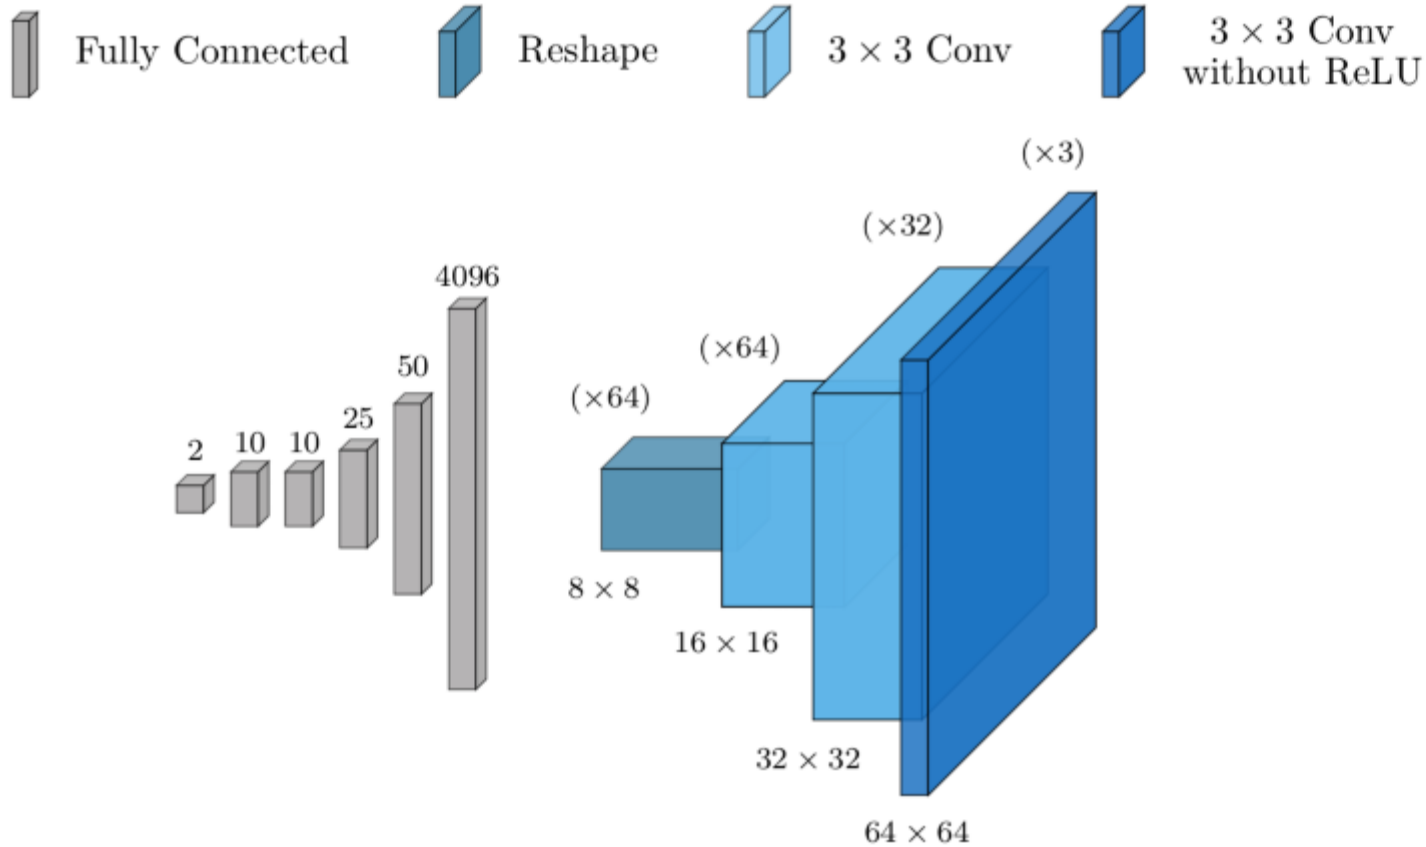 Fully Connected
Reshape
3 × 3 Conv
3 × 3 Conv
without ReLU
(×3)
(×32)
4096
(×64)
50
(×64)
25
10
10
2
8 × 8
16 × 16
32 × 32
64 × 64